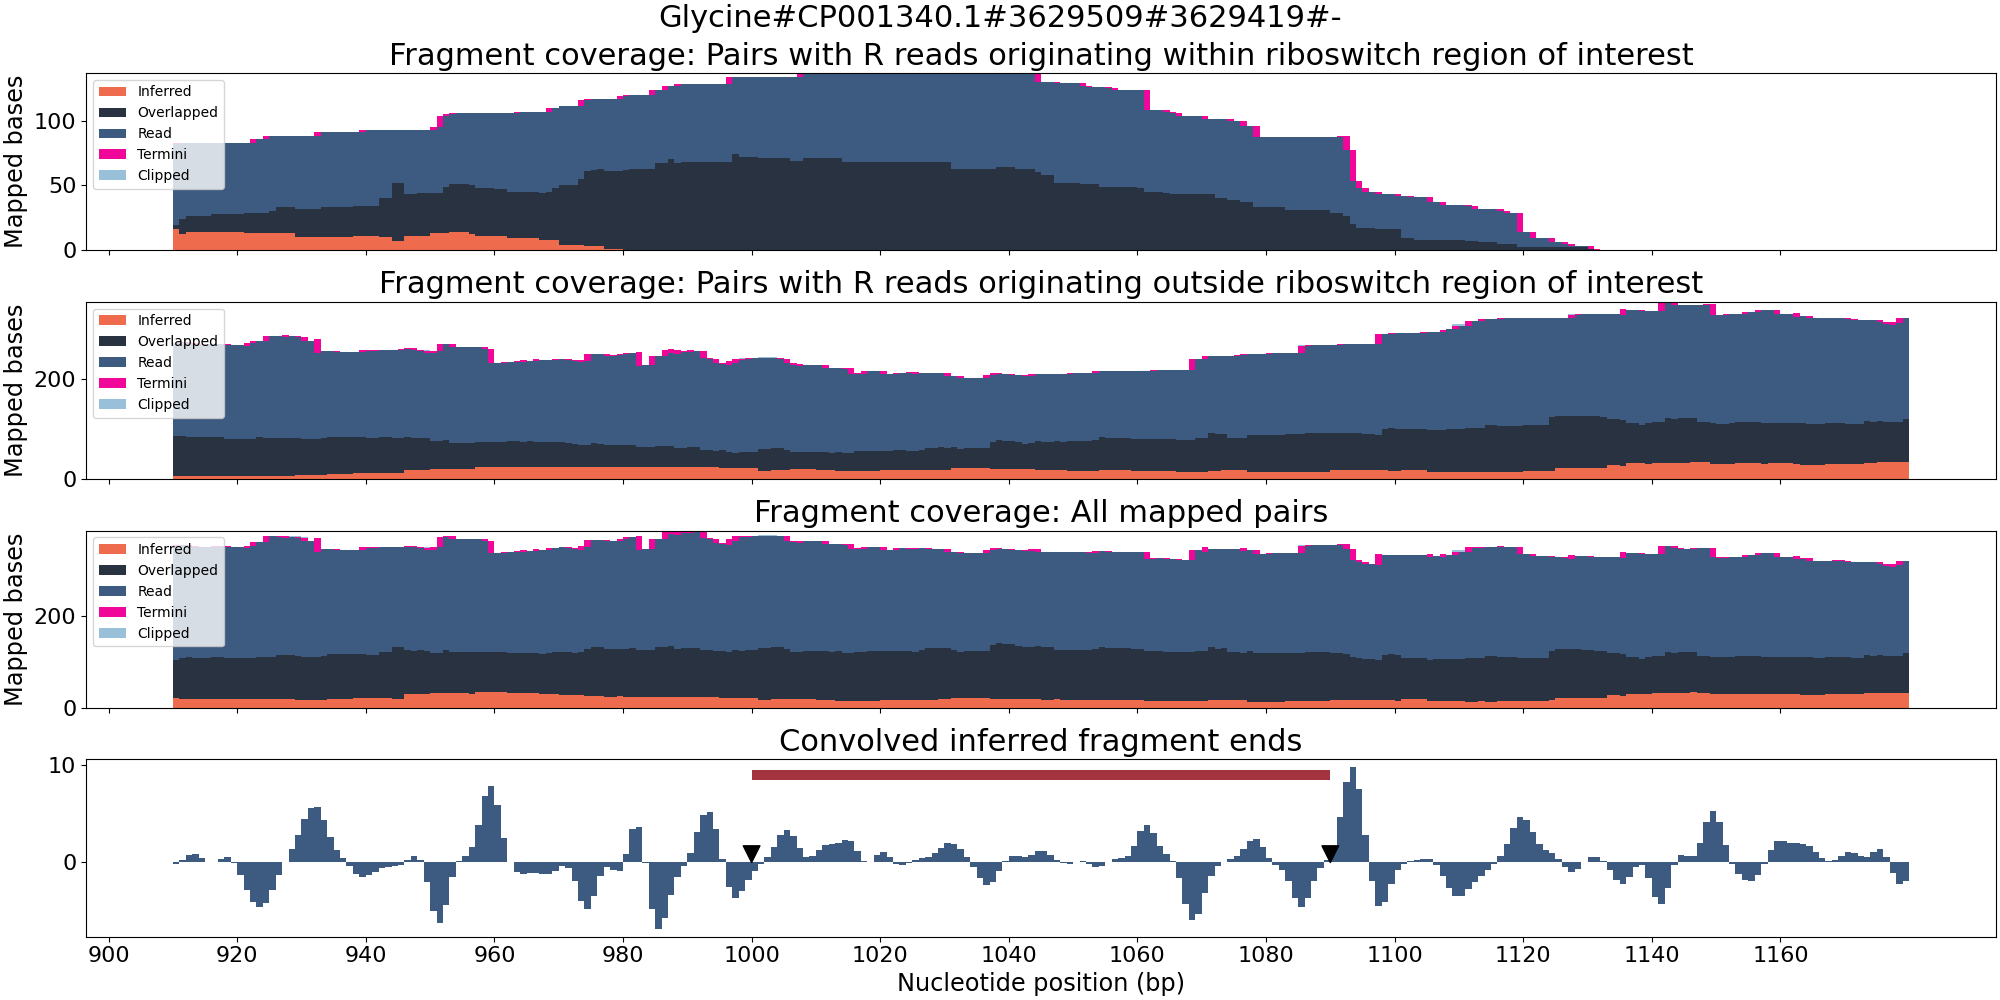 Glycine#CP001340.1#3629509#3629419#-
Fragment coverage: Pairs with R reads originating within riboswitch region of interest
Mapped bases
100
50
0
Inferred
Overlapped
Read
Termini
Clipped
Fragment coverage: Pairs with R reads originating outside riboswitch region of interest
Mapped bases
200
0
Inferred
Overlapped
Read
Termini
Clipped
Fragment coverage: All mapped pairs
Mapped bases
200
0
Inferred
Overlapped
Read
Termini
Clipped
Convolved inferred fragment ends
10
0
900 920 940 960 980 1000 1020 1040 1060 1080 1100 1120 1140 1160
Nucleotide position (bp)